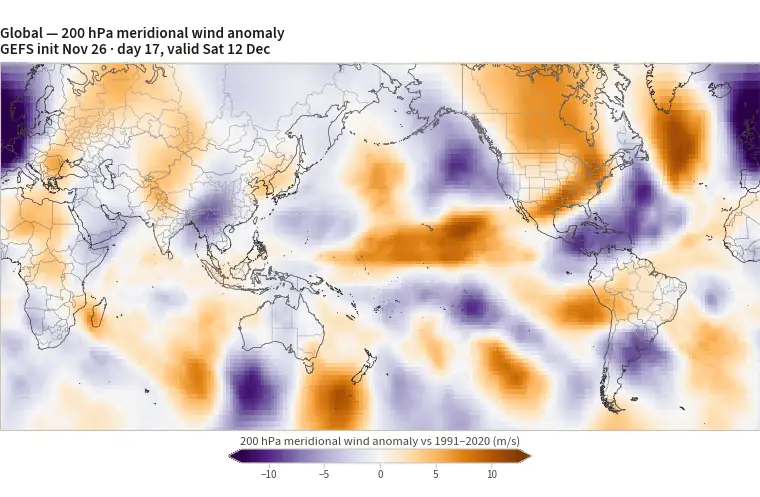 Global — 200 hPa meridional wind anomaly
GEFS init Nov 26 · day 17, valid Sat 12 Dec
200 hPa meridional wind anomaly vs 1991–2020 (m/s)
−10 −5 0 5 10